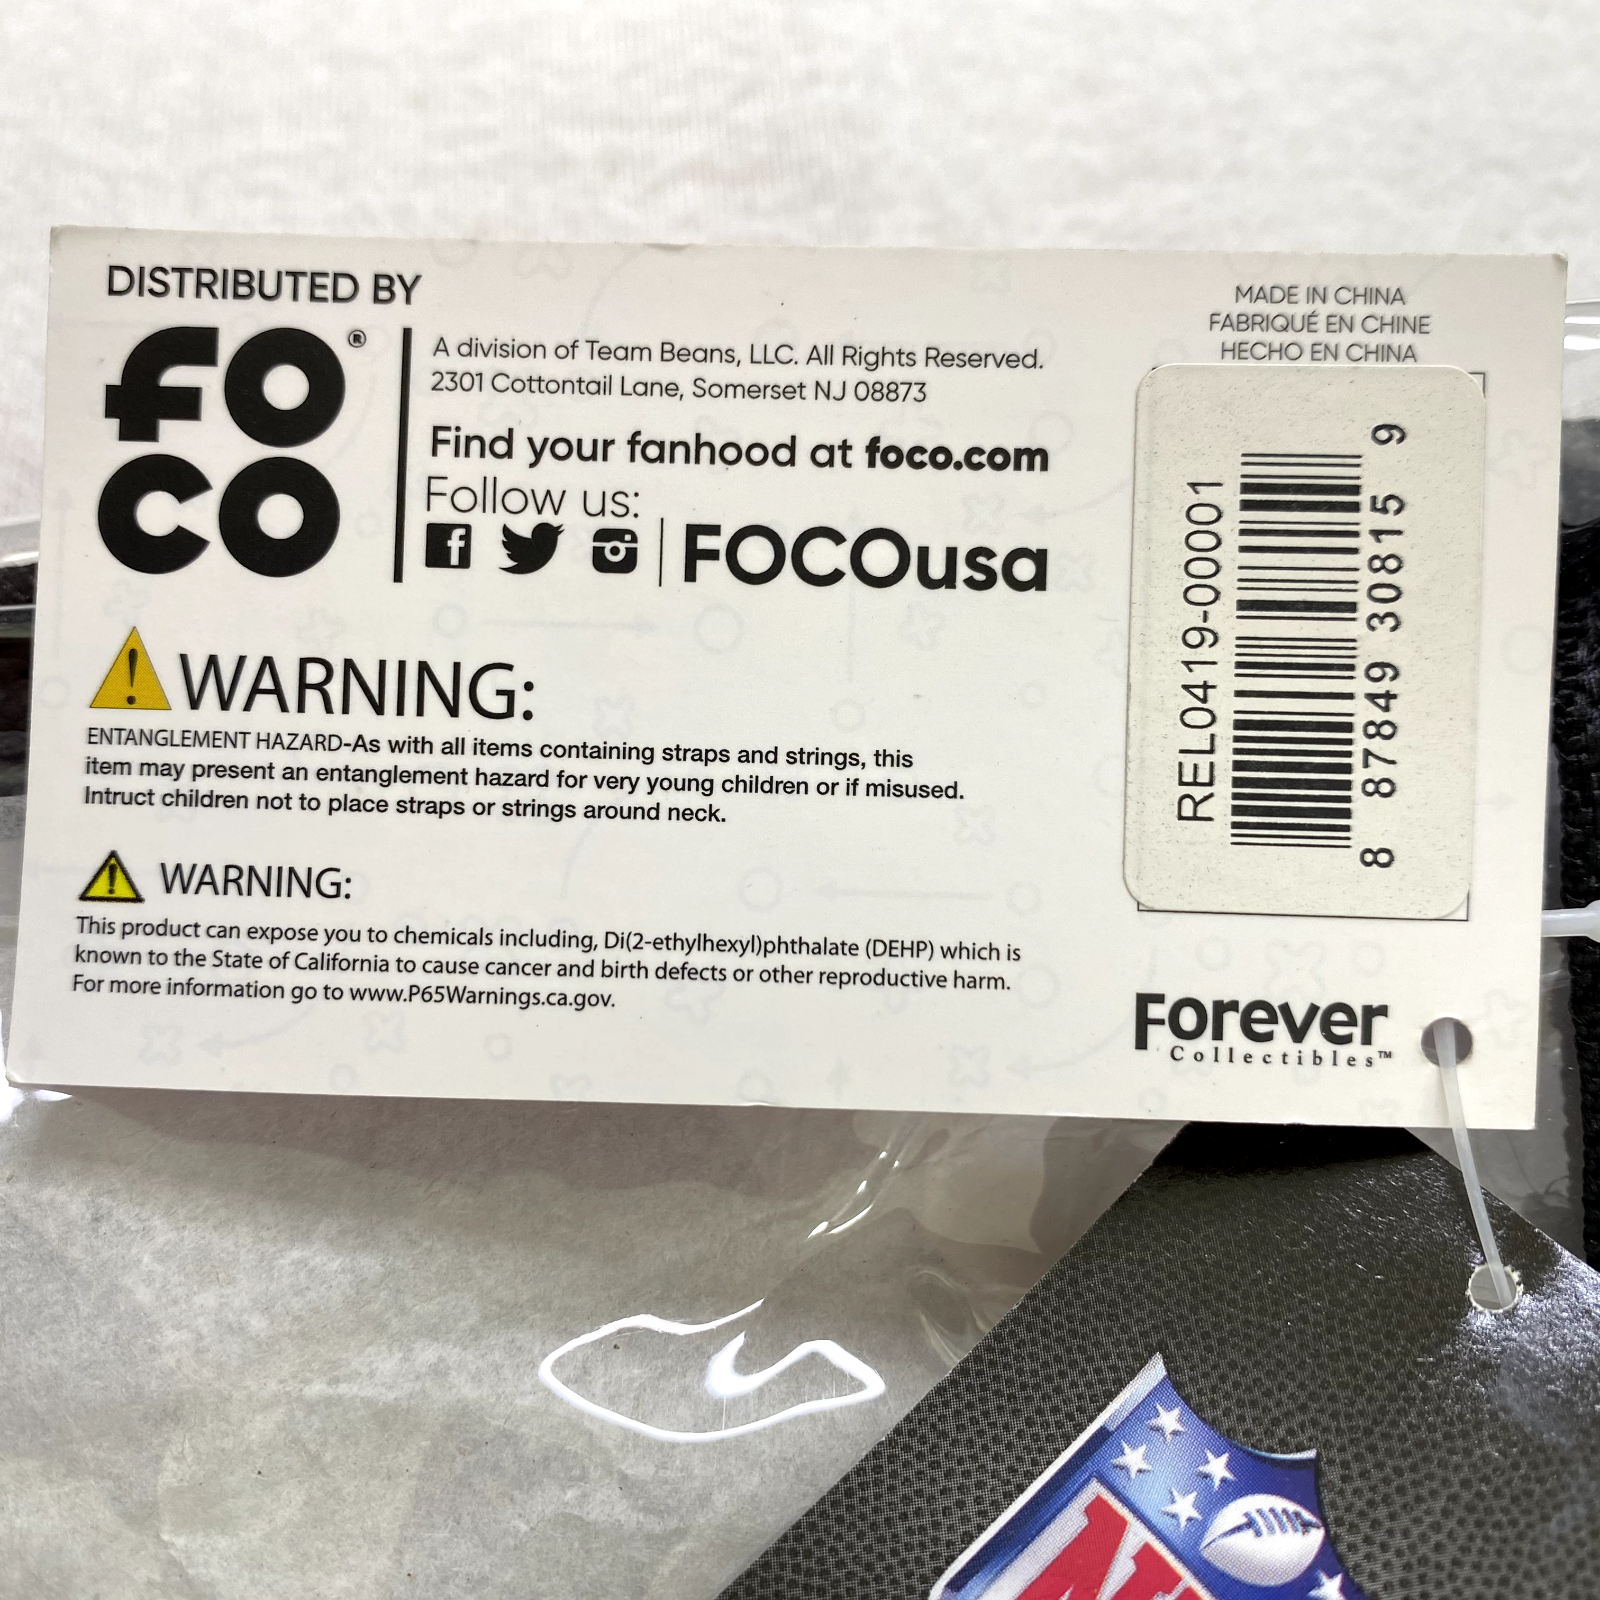 DISTRIBUTED BY
FOCO®
A division of Team Beans, LLC. All Rights Reserved.
2301 Cottontail Lane, Somerset NJ 08873
Find your fanhood at foco.com
Follow us:
FOCOusa
WARNING:
ENTANGLEMENT HAZARD-As with all items containing straps and strings, this
item may present an entanglement hazard for very young children or if misused.
Intruct children not to place straps or strings around neck.
WARNING:
This product can expose you to chemicals including, Di(2-ethylhexyl)phthalate (DEHP) which is
known to the State of California to cause cancer and birth defects or other reproductive harm.
For more information go to www.P65Warnings.ca.gov.
MADE IN CHINA
FABRIQUÉ EN CHINE
HECHO EN CHINA
REL0419-00001
8 87849 30815 9
Forever
Collectibles™